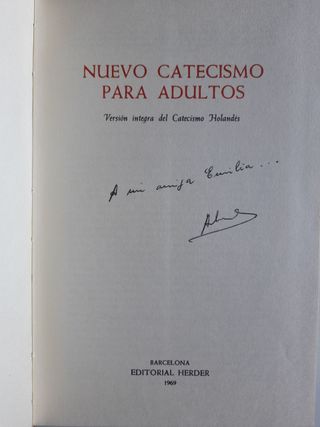 NUEVO CATECISMO
PARA ADULTOS
Versión íntegra del Catecismo Holandés
A mi amiga Emilia...
BARCELONA
EDITORIAL HERDER
1969